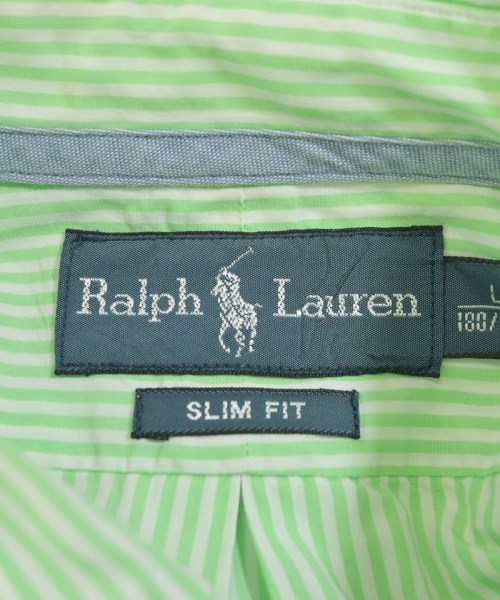 Ralph Lauren
L
180/
SLIM FIT